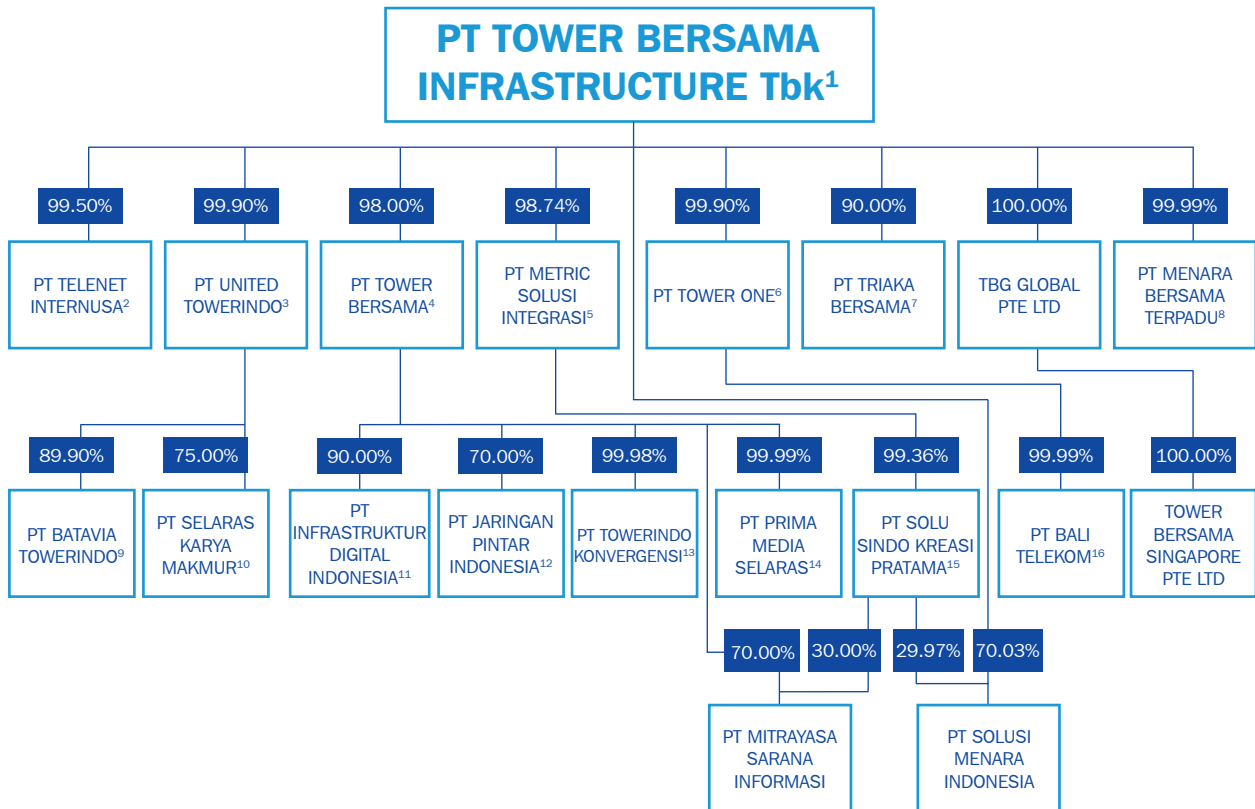 PT TOWER BERSAMA
INFRASTRUCTURE Tbk¹
99.50%
99.90%
98.00%
98.74%
99.90%
90.00%
100.00%
99.99%
PT TELENET
INTERNUSA²
PT UNITED
TOWERINDO³
PT TOWER
BERSAMA⁴
PT METRIC
SOLUSI
INTEGRASI⁵
PT TOWER ONE⁶
PT TRIAKA
BERSAMA⁷
TBG GLOBAL
PTE LTD
PT MENARA
BERSAMA
TERPADU⁸
89.90%
75.00%
90.00%
70.00%
99.98%
99.99%
99.36%
99.99%
100.00%
PT BATAVIA
TOWERINDO⁹
PT SELARAS
KARYA
MAKMUR¹⁰
PT
INFRASTRUKTUR
DIGITAL
INDONESIA¹¹
PT JARINGAN
PINTAR
INDONESIA¹²
PT TOWERINDO
KONVERGENSI¹³
PT PRIMA
MEDIA
SELARAS¹⁴
PT SOLU
SINDO KREASI
PRATAMA¹⁵
PT BALI
TELEKOM¹⁶
TOWER
BERSAMA
SINGAPORE
PTE LTD
70.00%
30.00%
29.97%
70.03%
PT MITRAYASA
SARANA
INFORMASI
PT SOLUSI
MENARA
INDONESIA